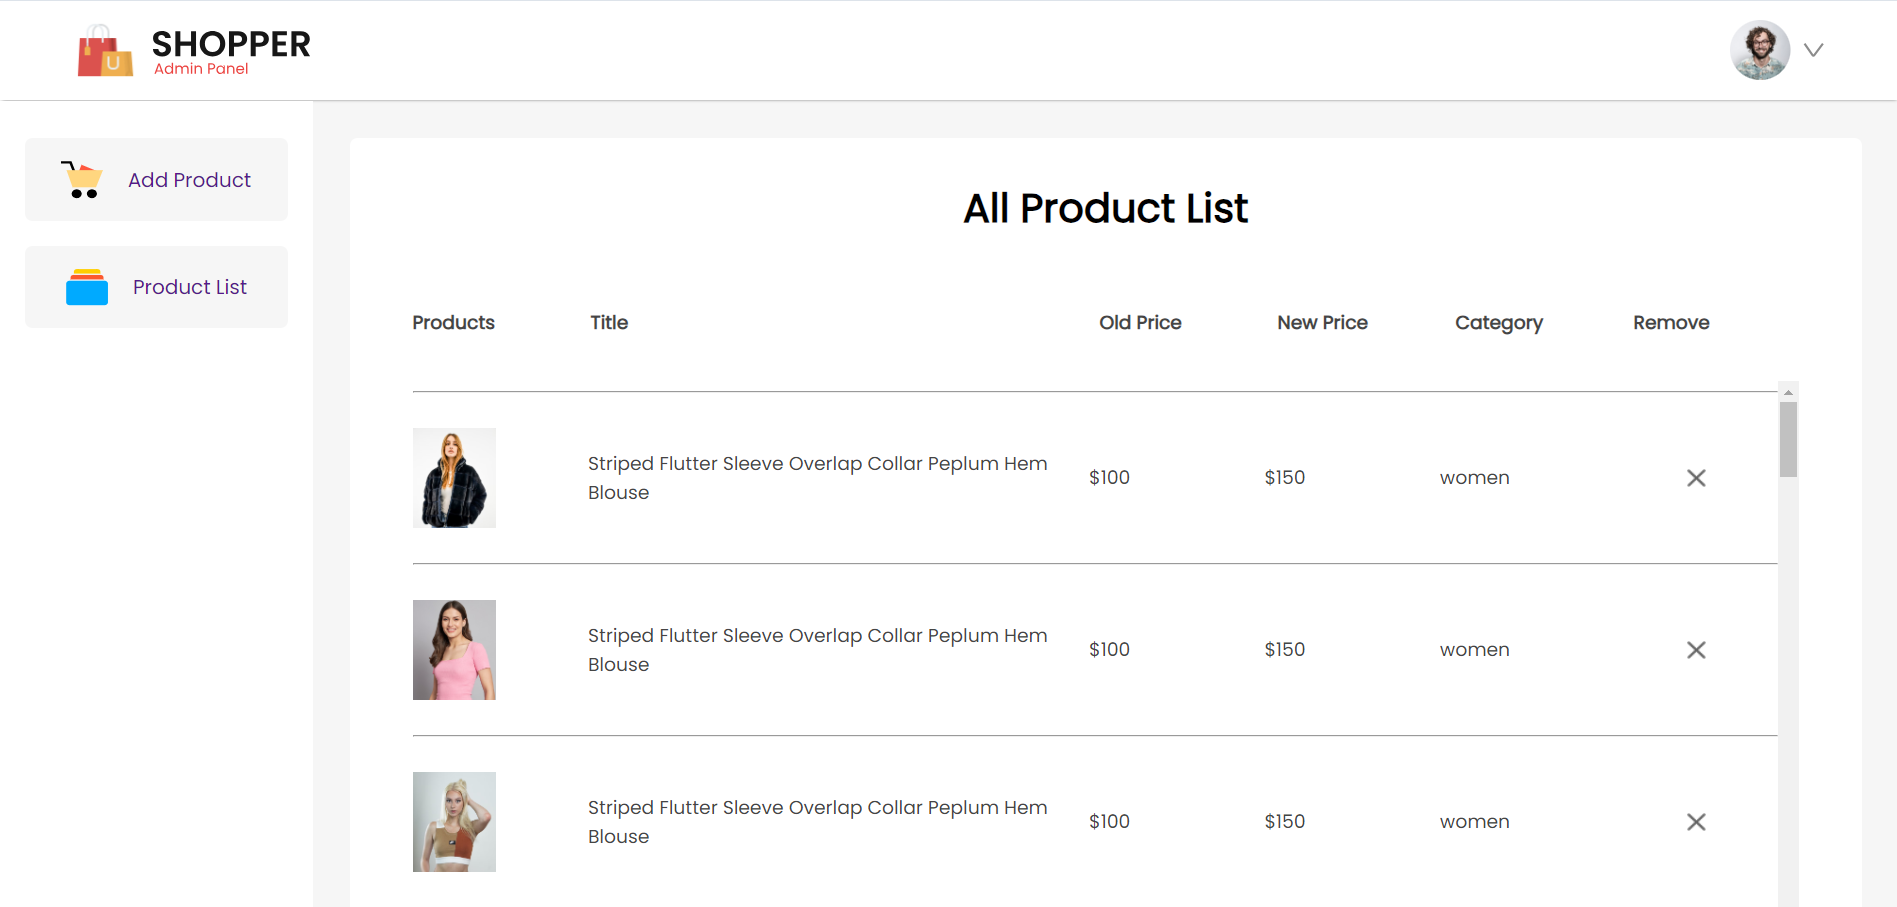 SHOPPER
Admin Panel
U
Add Product
Product List
All Product List
Products Title Old Price New Price Category Remove
Striped Flutter Sleeve Overlap Collar Peplum Hem
Blouse
$100 $150 women
Striped Flutter Sleeve Overlap Collar Peplum Hem
Blouse
$100 $150 women
Striped Flutter Sleeve Overlap Collar Peplum Hem
Blouse
$100 $150 women